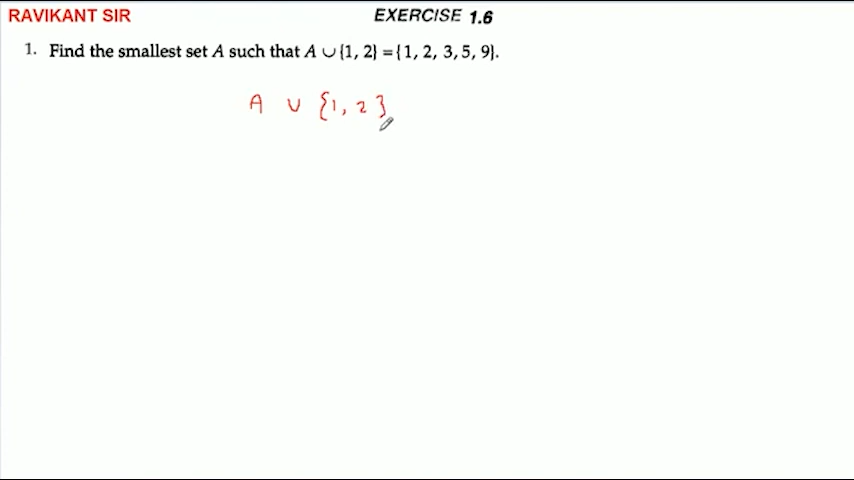 RAVIKANT SIR
EXERCISE 1.6
1. Find the smallest set A such that A ∪ {1, 2} = {1, 2, 3, 5, 9}.
A ∪ {1, 2}